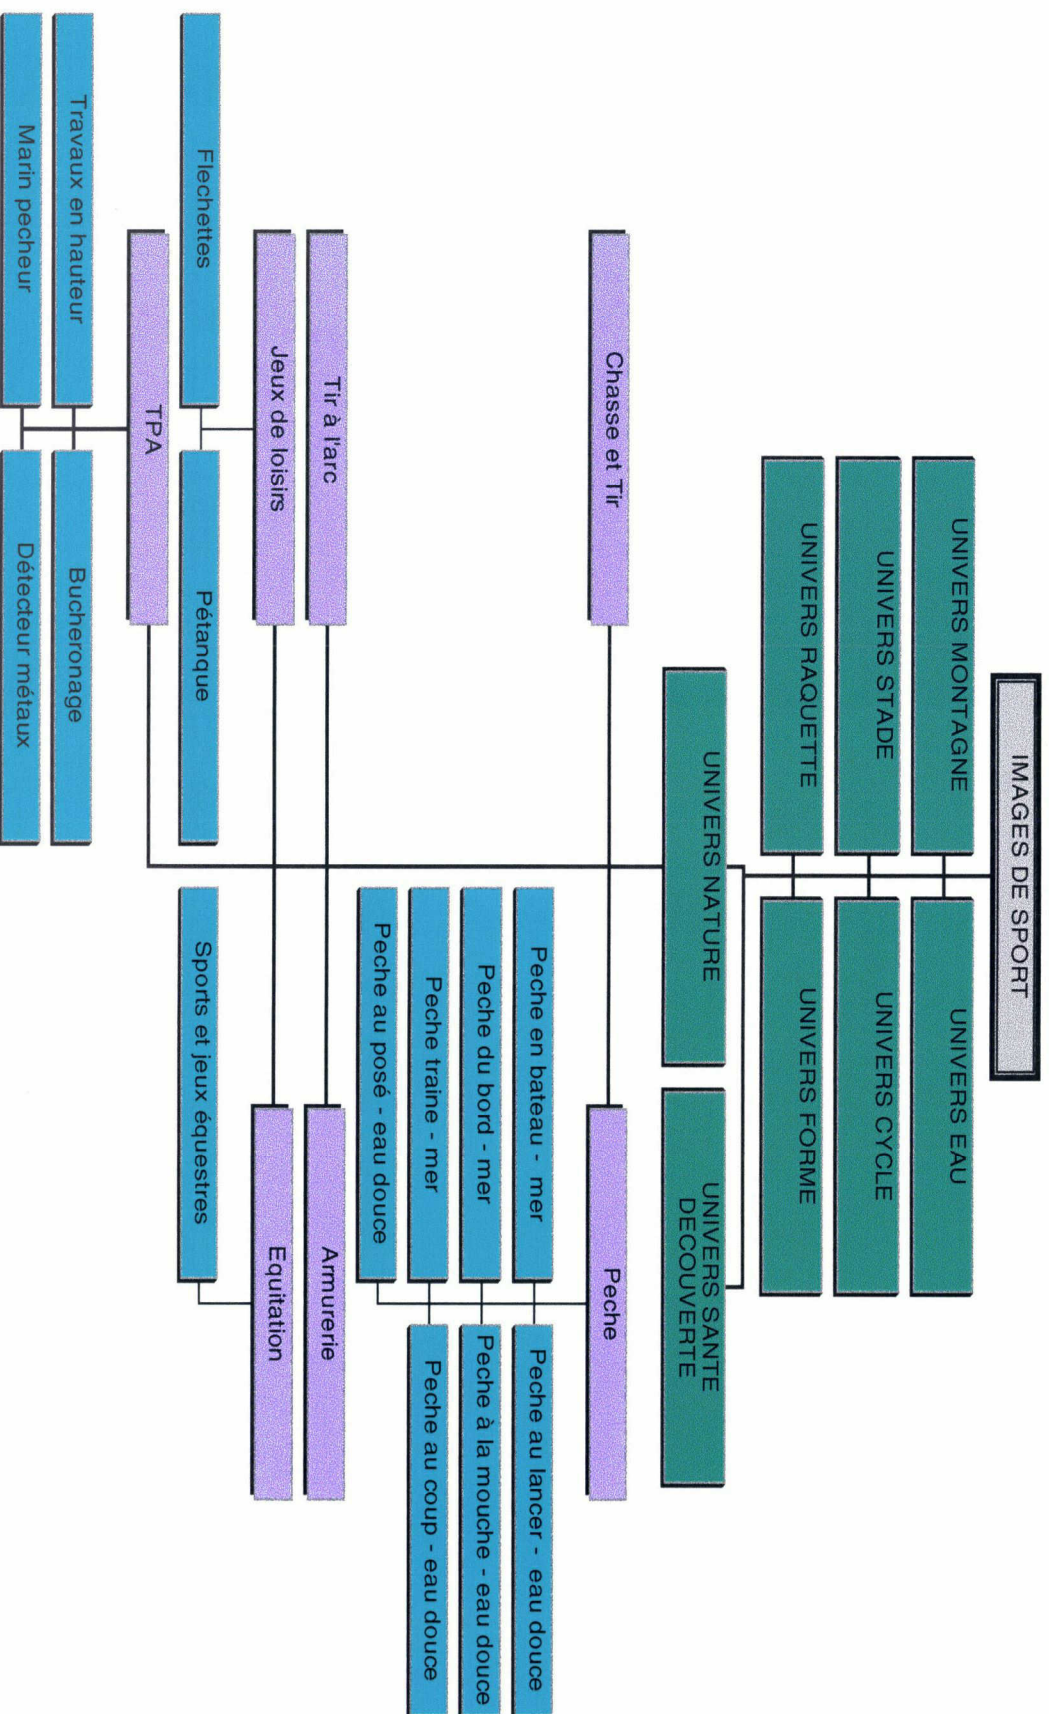 IMAGES DE SPORT
UNIVERS MONTAGNE
UNIVERS EAU
UNIVERS STADE
UNIVERS CYCLE
UNIVERS RAQUETTE
UNIVERS FORME
UNIVERS NATURE
UNIVERS SANTE
DECOUVERTE
Chasse et Tir
Peche
Peche en bateau - mer
Peche au lancer - eau douce
Peche du bord - mer
Peche à la mouche - eau douce
Peche traine - mer
Peche au coup - eau douce
Peche au posé - eau douce
Tir à l'arc
Armurerie
Jeux de loisirs
Equitation
Flechettes
Pétanque
Sports et jeux équestres
TPA
Travaux en hauteur
Bucheronage
Marin pecheur
Détecteur métaux